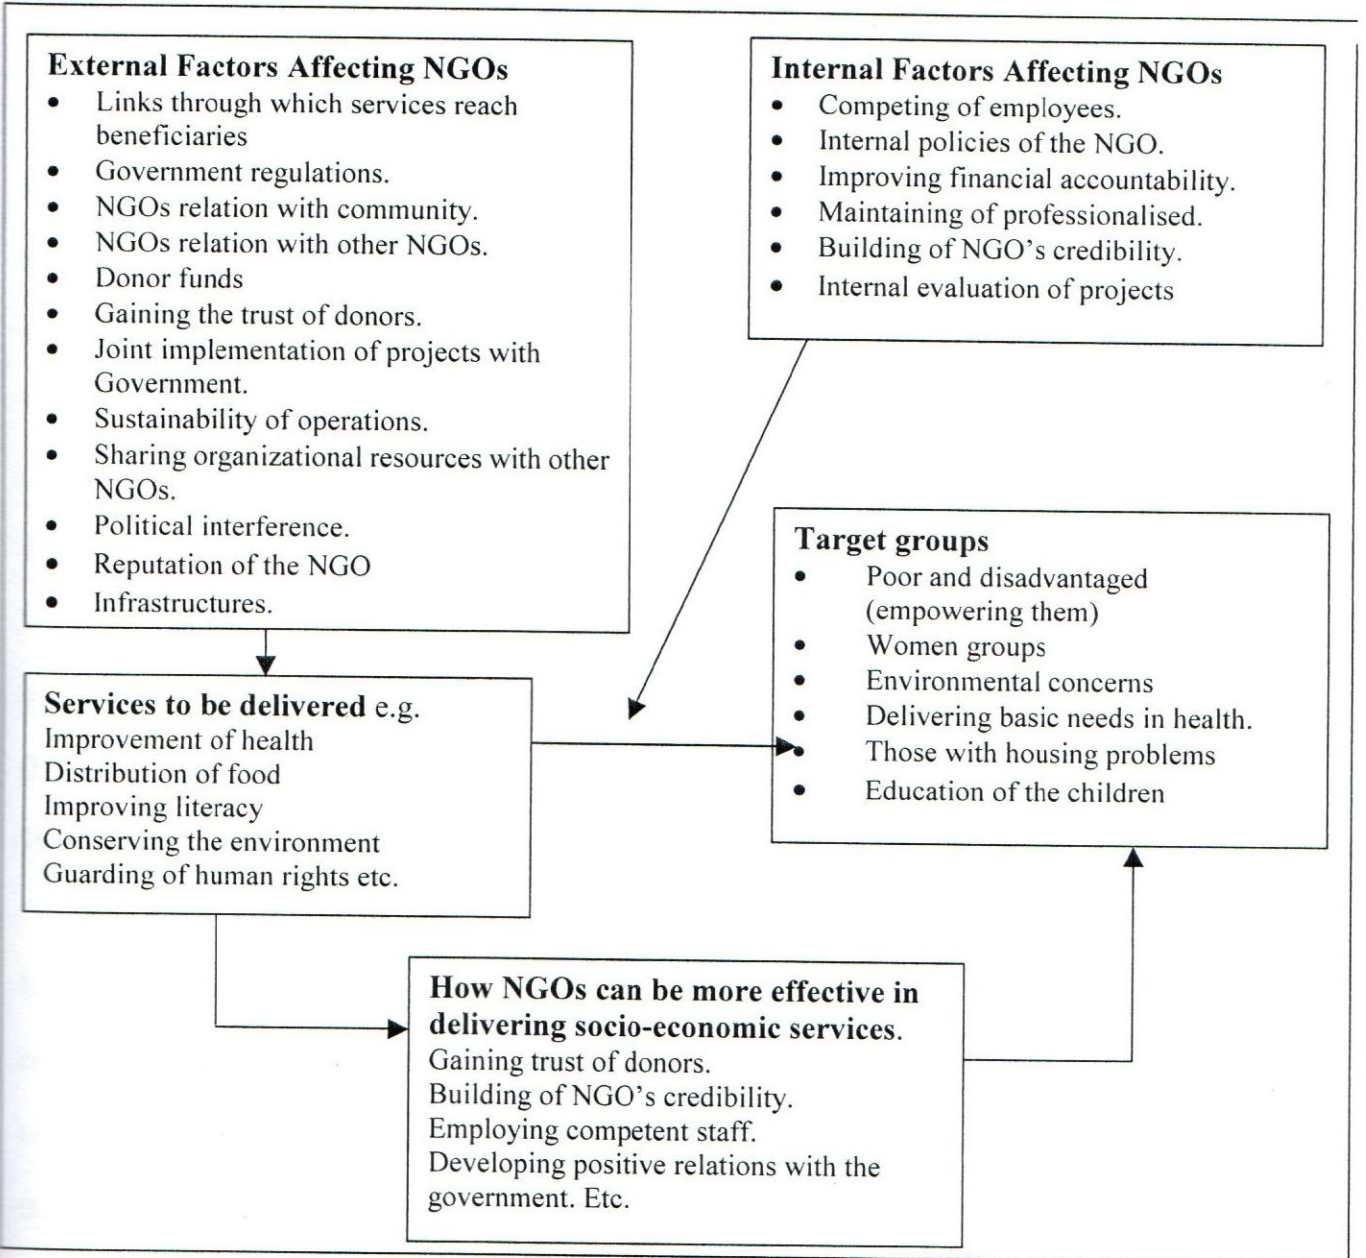 External Factors Affecting NGOs
• Links through which services reach
beneficiaries
• Government regulations.
• NGOs relation with community.
• NGOs relation with other NGOs.
• Donor funds
• Gaining the trust of donors.
• Joint implementation of projects with
Government.
• Sustainability of operations.
• Sharing organizational resources with other
NGOs.
• Political interference.
• Reputation of the NGO
• Infrastructures.
Internal Factors Affecting NGOs
• Competing of employees.
• Internal policies of the NGO.
• Improving financial accountability.
• Maintaining of professionalised.
• Building of NGO's credibility.
• Internal evaluation of projects
Services to be delivered e.g.
Improvement of health
Distribution of food
Improving literacy
Conserving the environment
Guarding of human rights etc.
Target groups
• Poor and disadvantaged
(empowering them)
• Women groups
• Environmental concerns
• Delivering basic needs in health.
• Those with housing problems
• Education of the children
How NGOs can be more effective in
delivering socio-economic services.
Gaining trust of donors.
Building of NGO's credibility.
Employing competent staff.
Developing positive relations with the
government. Etc.